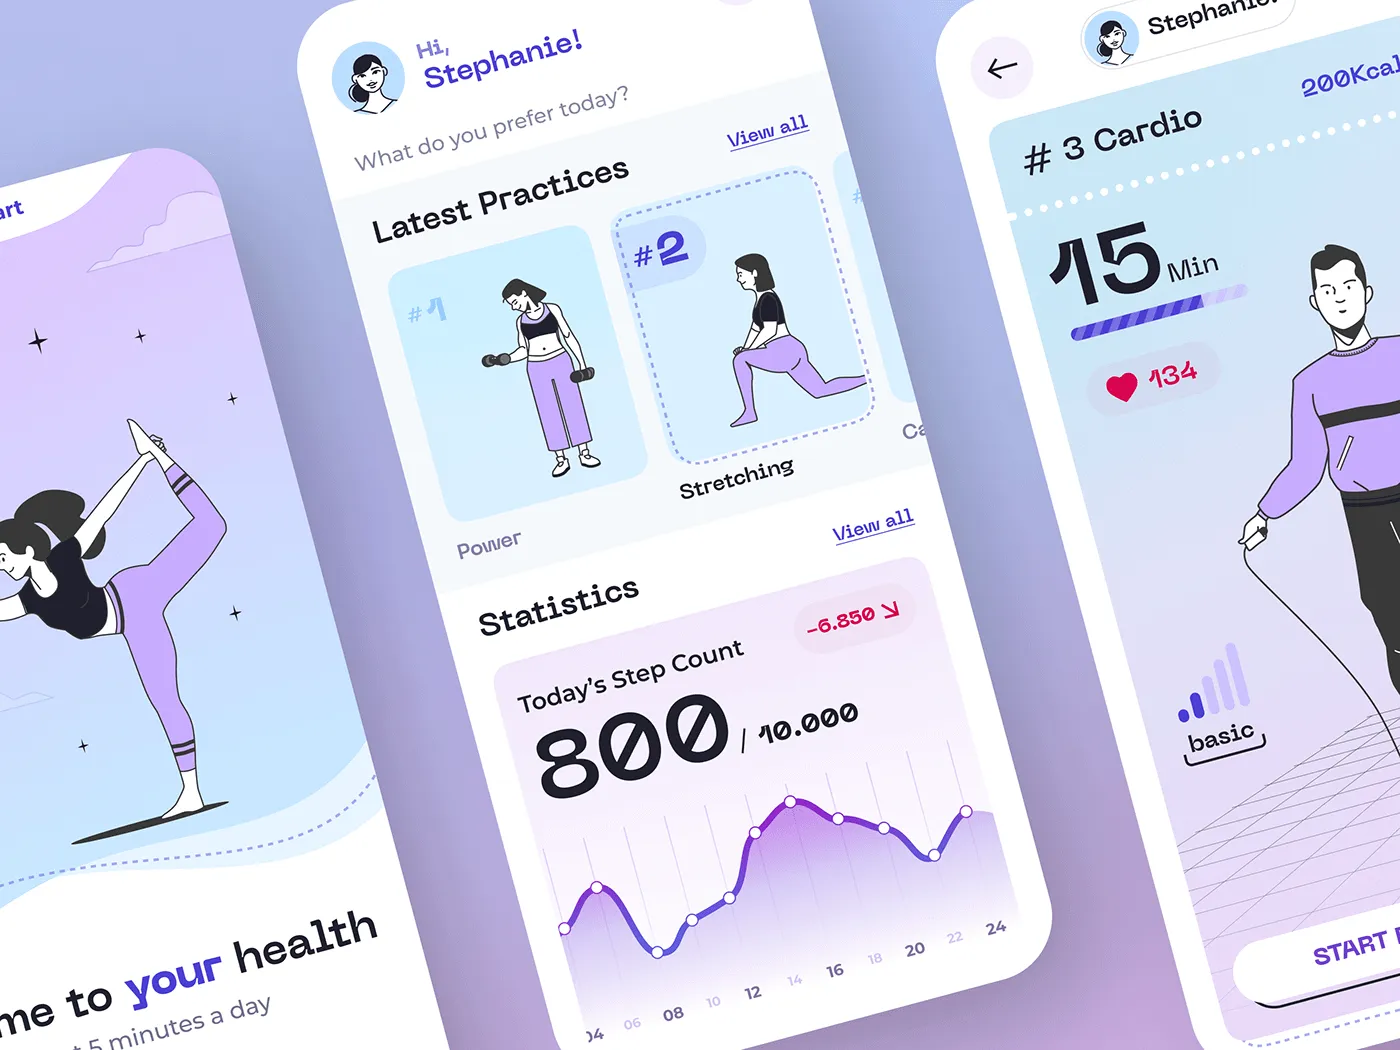 art
me to your health
5 minutes a day
Hi,
Stephanie!
What do you prefer today?
Latest Practices
View all
#1
#2
#
Power
Stretching
Ca
Statistics
View all
Today's Step Count
-6.850
800 / 10.000
04 06 08 10 12 14 16 18 20 22 24
Stephanie!
# 3 Cardio
200Kcal
15 Min
134
basic
START